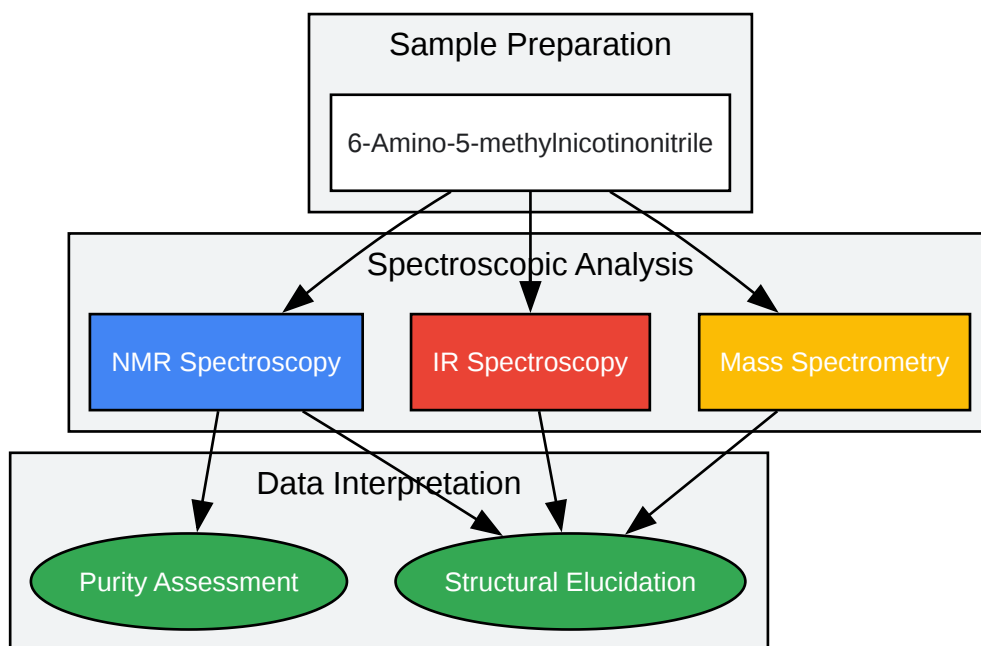 Sample Preparation
6-Amino-5-methylnicotinonitrile
Spectroscopic Analysis
NMR Spectroscopy
IR Spectroscopy
Mass Spectrometry
Data Interpretation
Purity Assessment
Structural Elucidation